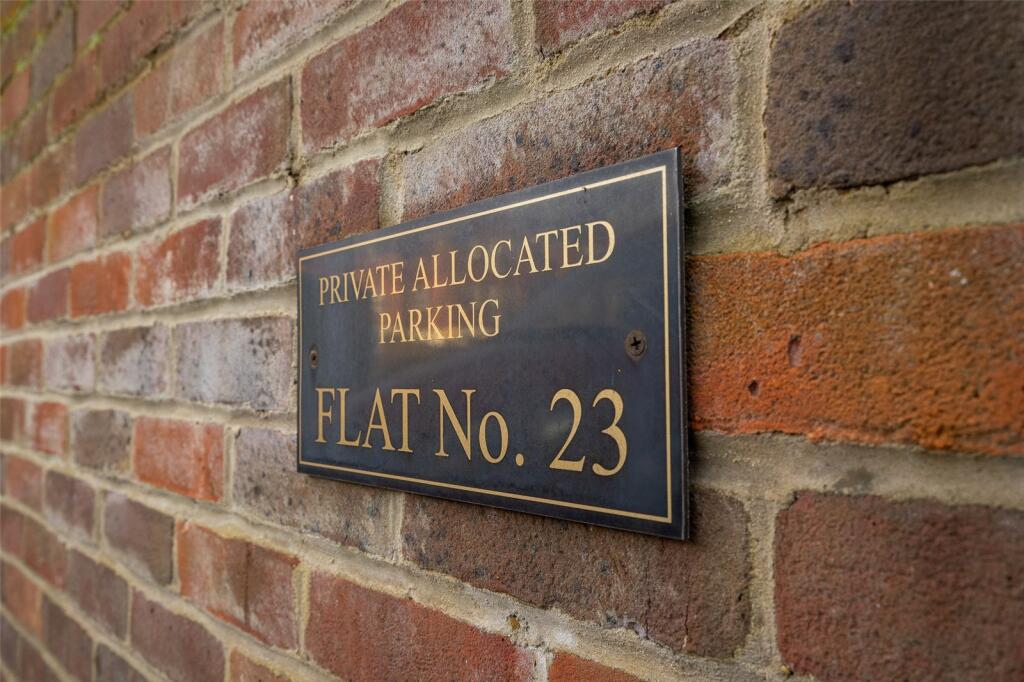 PRIVATE ALLOCATED
PARKING
FLAT No. 23